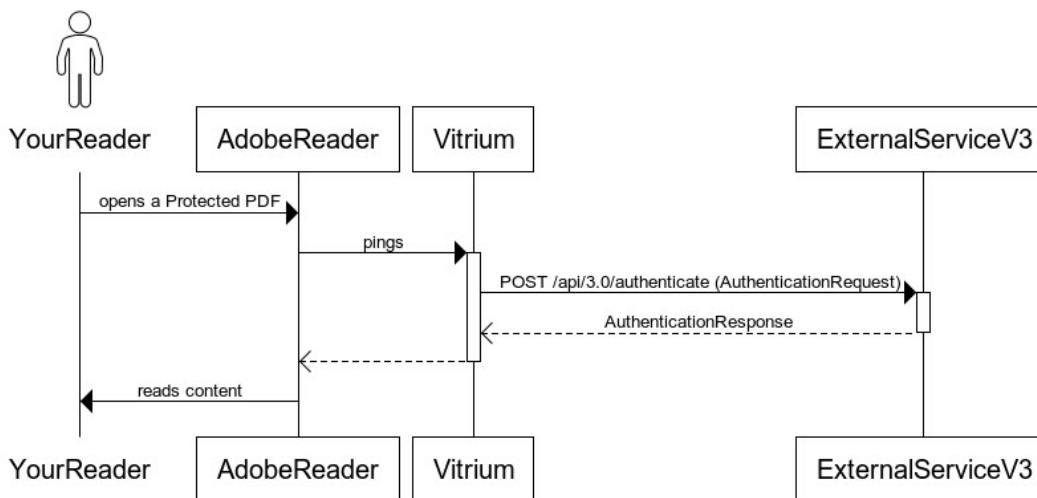 YourReader
AdobeReader
Vitrium
ExternalServiceV3
opens a Protected PDF
pings
POST /api/3.0/authenticate (AuthenticationRequest)
AuthenticationResponse
reads content
YourReader
AdobeReader
Vitrium
ExternalServiceV3